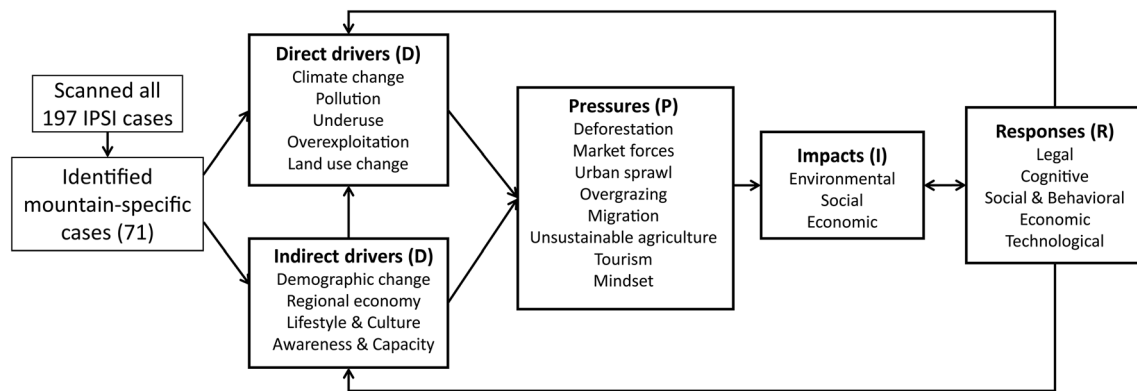 Scanned all
197 IPSI cases
Identified
mountain-specific
cases (71)
Direct drivers (D)
Climate change
Pollution
Underuse
Overexploitation
Land use change
Indirect drivers (D)
Demographic change
Regional economy
Lifestyle & Culture
Awareness & Capacity
Pressures (P)
Deforestation
Market forces
Urban sprawl
Overgrazing
Migration
Unsustainable agriculture
Tourism
Mindset
Impacts (I)
Environmental
Social
Economic
Responses (R)
Legal
Cognitive
Social & Behavioral
Economic
Technological